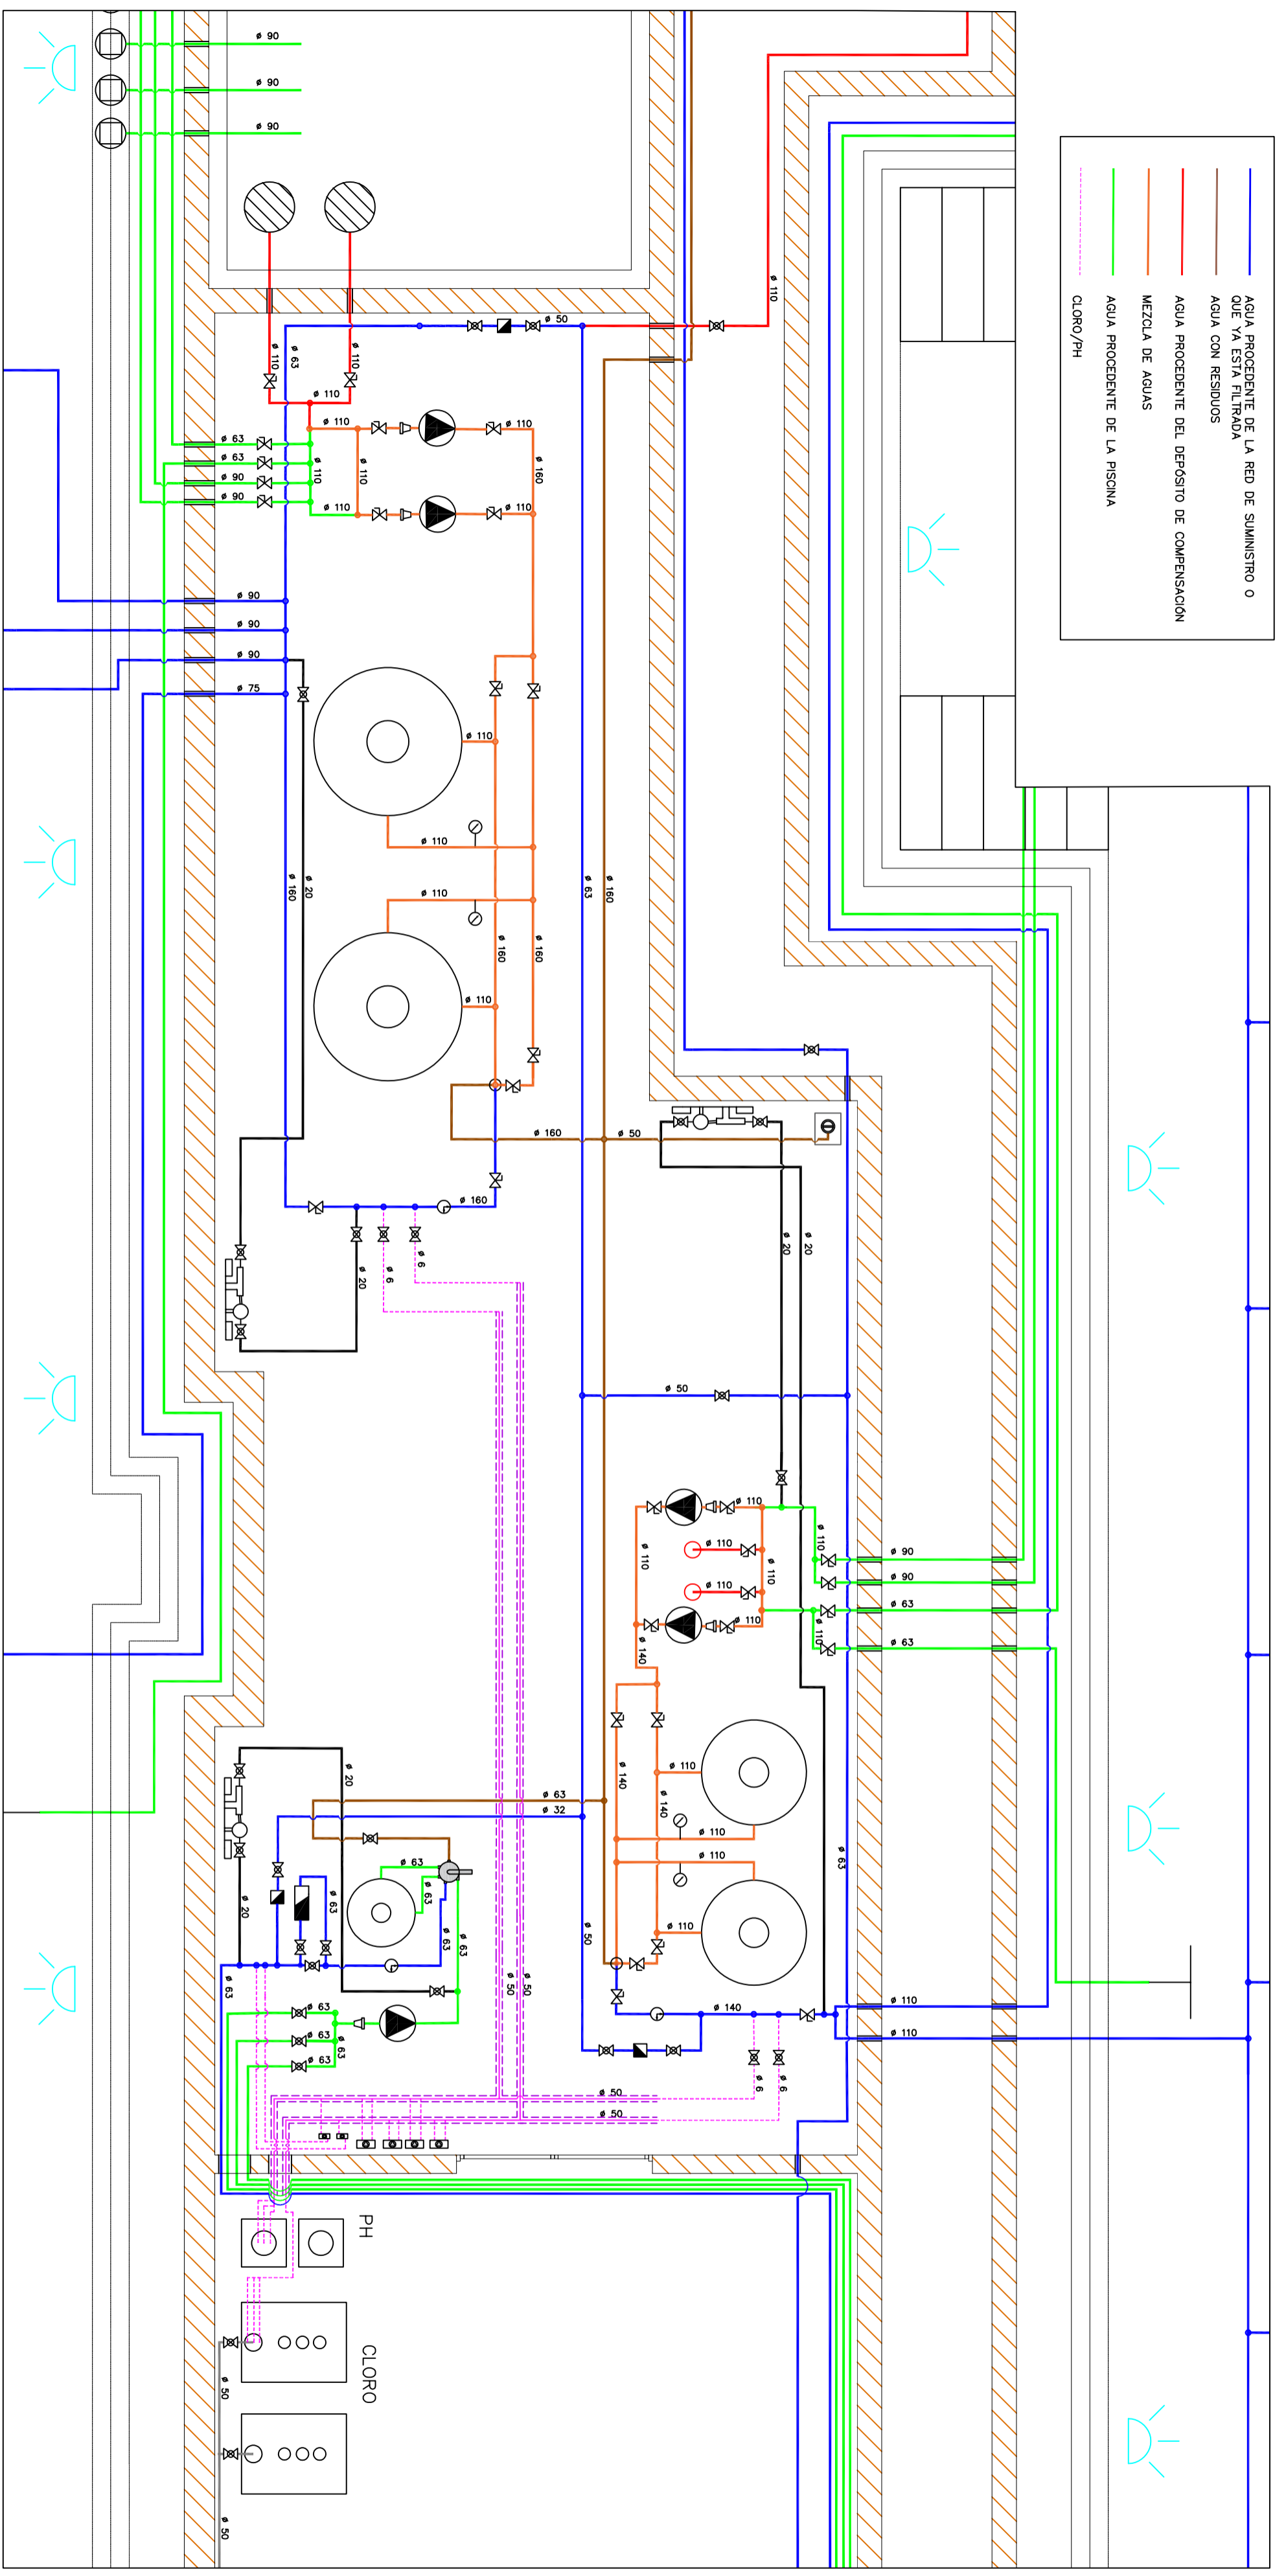 AGUA PROCEDENTE DE LA RED DE SUMINISTRO O
QUE YA ESTA FILTRADA
AGUA CON RESIDUOS
AGUA PROCEDENTE DEL DEPÓSITO DE COMPENSACIÓN
MEZCLA DE AGUAS
AGUA PROCEDENTE DE LA PISCINA
CLORO/PH
ø 90
ø 90
ø 90
ø 110
ø 50
ø 63
ø 110
ø 110
ø 110
ø 110
ø 110
ø 110
ø 160
ø 63
ø 63
ø 90
ø 90
ø 110
ø 110
ø 110
ø 90
ø 90
ø 90
ø 75
ø 110
ø 110
ø 110
ø 20
ø 160
ø 63
ø 160
ø 160
ø 160
ø 110
ø 160
ø 50
ø 160
ø 6
ø 6
ø 20
ø 20
ø 20
ø 50
ø 110
ø 110
ø 110
ø 110
ø 110
ø 110
ø 110
ø 110
ø 140
ø 90
ø 90
ø 63
ø 63
ø 110
ø 140
ø 140
ø 110
ø 110
ø 110
ø 63
ø 20
ø 63
ø 32
ø 63
ø 63
ø 63
ø 63
ø 63
ø 20
ø 50
ø 50
ø 50
ø 140
ø 110
ø 110
ø 63
ø 63
ø 63
ø 63
ø 63
ø 6
ø 6
ø 50
ø 50
PH
CLORO
ø 50
ø 50